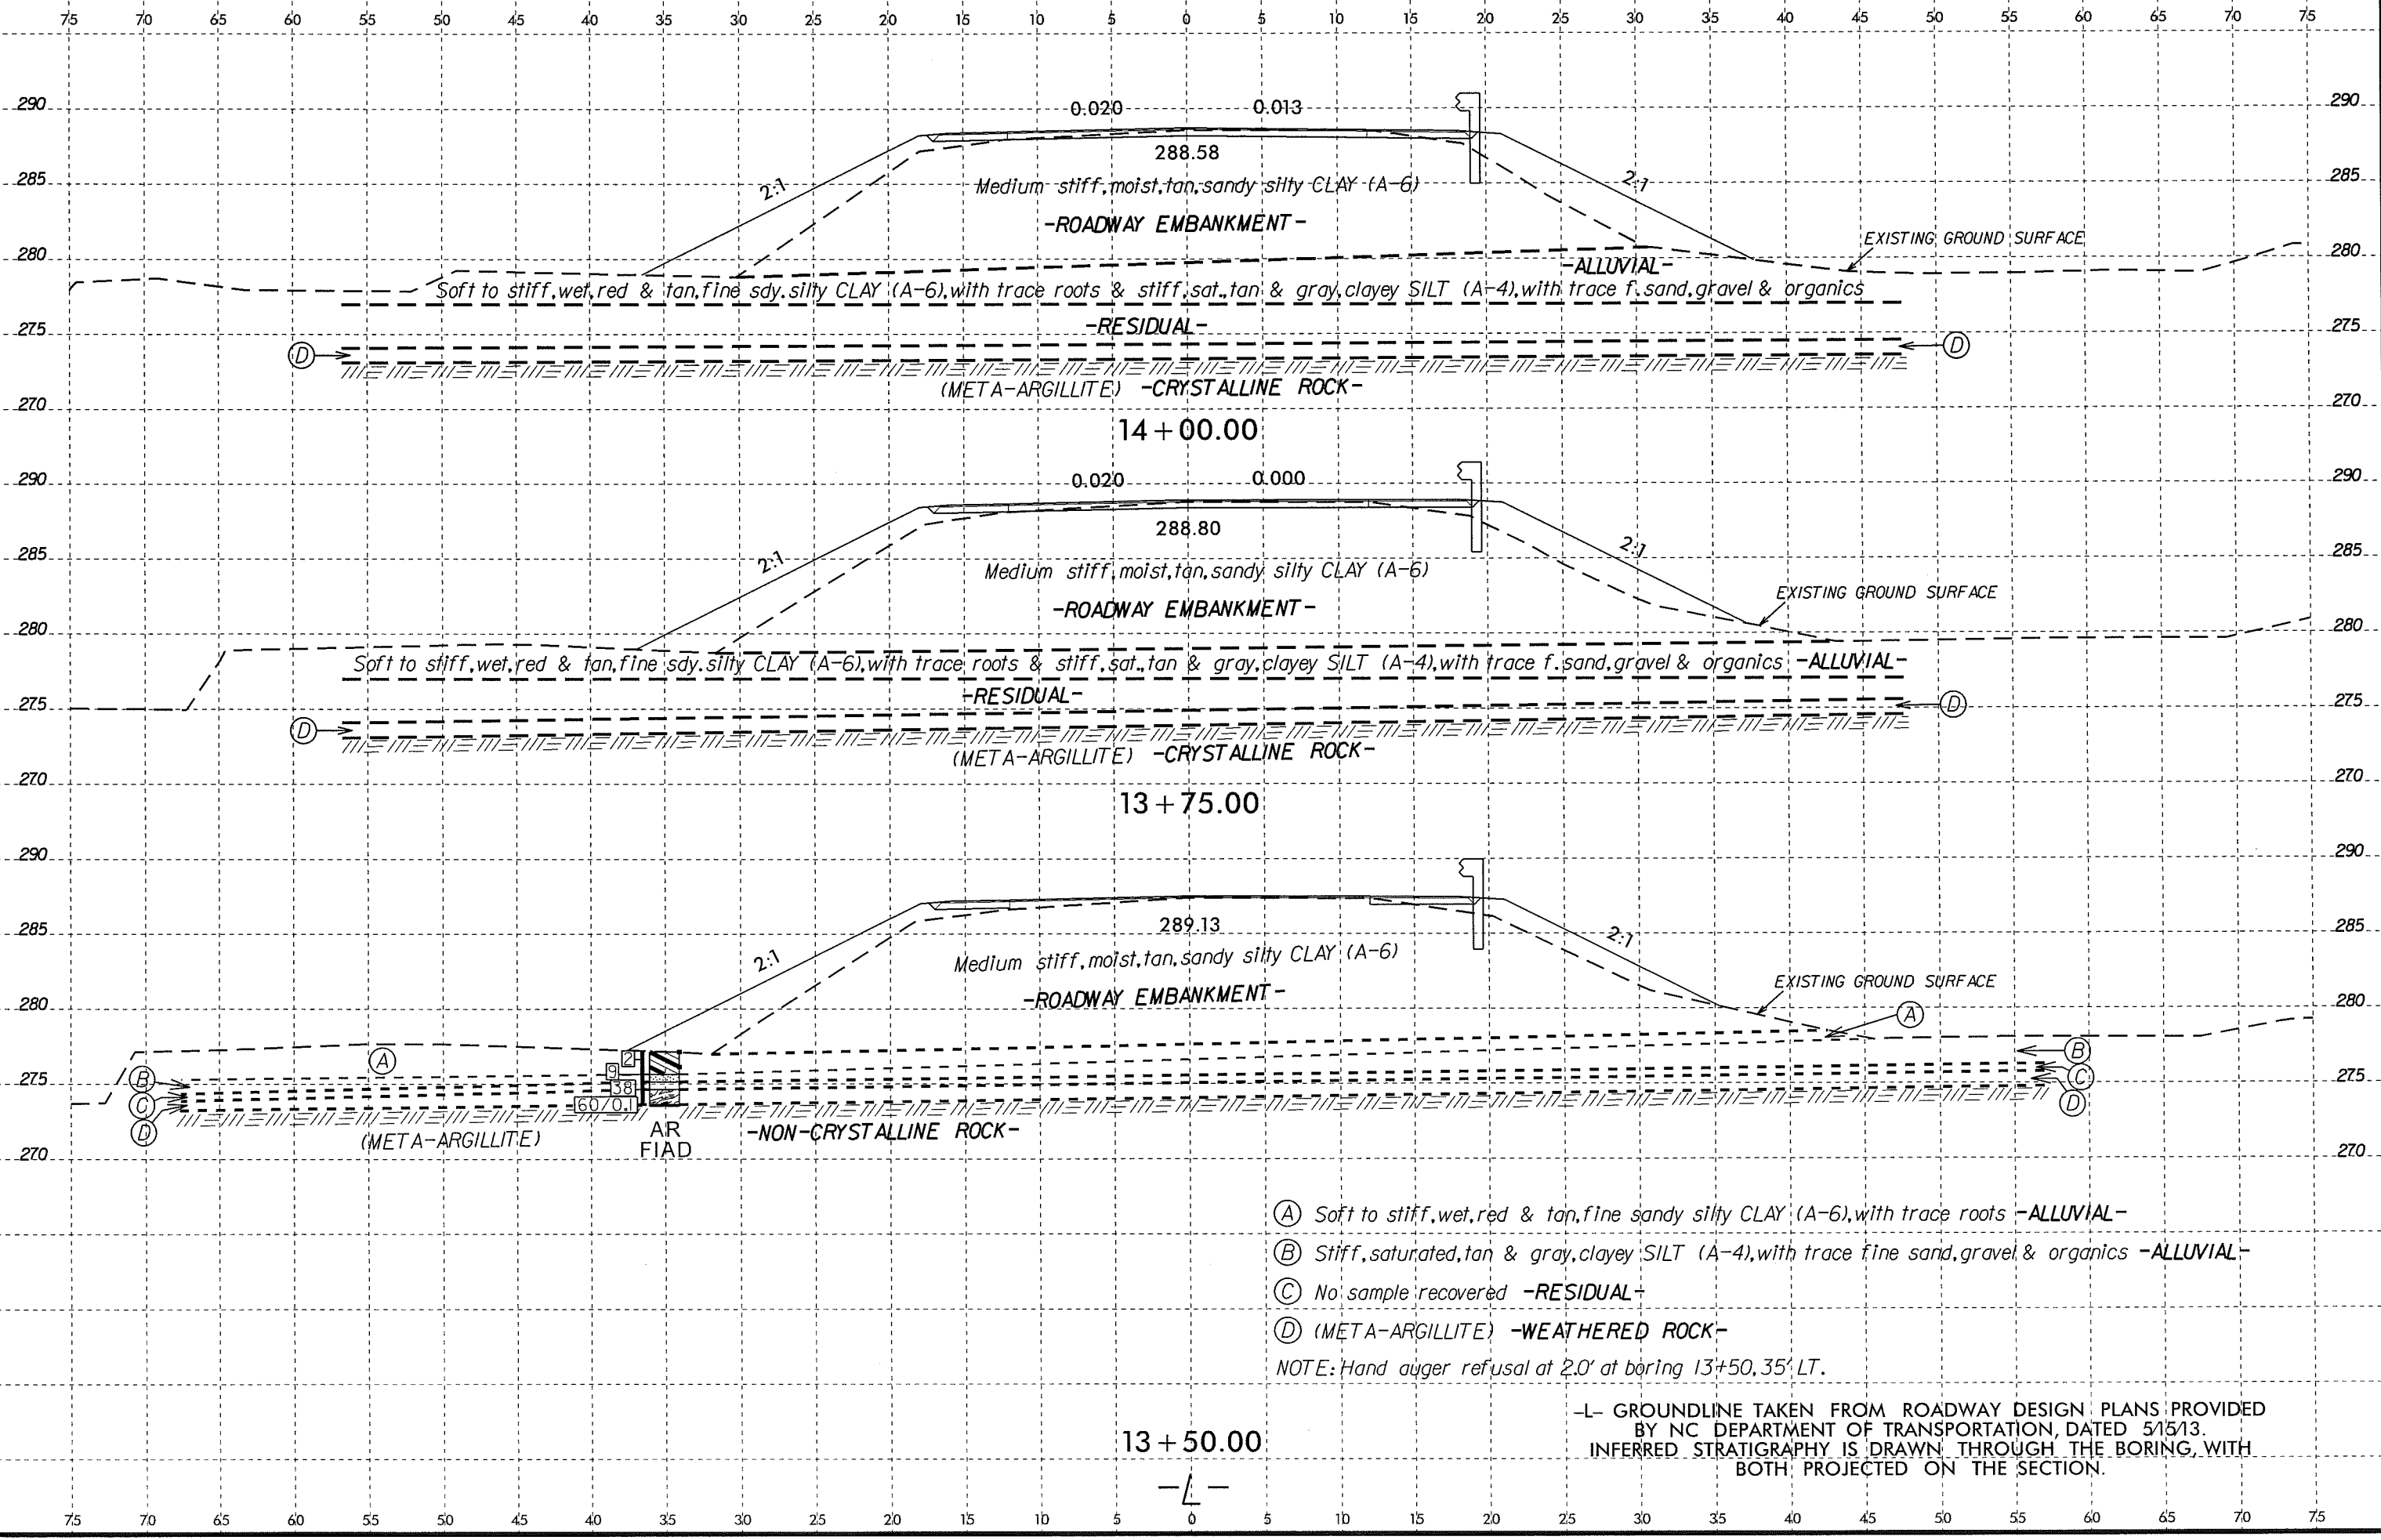 75 70 65 60 55 50 45 40 35 30 25 20 15 10 5 0 5 10 15 20 25 30 35 40 45 50 55 60 65 70 75
290 0.020 0.013 290
288.58
285 2:1 Medium stiff, moist, tan, sandy silty CLAY (A-6) 2:1 285
-ROADWAY EMBANKMENT-
280 EXISTING GROUND SURFACE 280
-ALLUVIAL-
Soft to stiff, wet, red & tan, fine sdy. silty CLAY (A-6), with trace roots & stiff, sat., tan & gray, clayey SILT (A-4), with trace f. sand, gravel & organics
275 -RESIDUAL- 275
D D
(META-ARGILLITE) -CRYSTALLINE ROCK-
270 270
14+00.00
290 0.020 0.000 290
288.80
285 2:1 2:1 285
Medium stiff, moist, tan, sandy silty CLAY (A-6)
EXISTING GROUND SURFACE
-ROADWAY EMBANKMENT-
280 280
Soft to stiff, wet, red & tan, fine sdy. silty CLAY (A-6), with trace roots & stiff, sat., tan & gray, clayey SILT (A-4), with trace f. sand, gravel & organics -ALLUVIAL-
-RESIDUAL-
275 275
D D
(META-ARGILLITE) -CRYSTALLINE ROCK-
270 270
13+75.00
290 290
289.13
285 2:1 285
2:1 Medium stiff, moist, tan, sandy silty CLAY (A-6)
EXISTING GROUND SURFACE
-ROADWAY EMBANKMENT-
280 280
A
A 2 B
B 9 C
275 38 275
C 60/0.1 D
D AR -NON-CRYSTALLINE ROCK-
(META-ARGILLITE) FIAD
270 270
A Soft to stiff, wet, red & tan, fine sandy silty CLAY (A-6), with trace roots -ALLUVIAL-
B Stiff, saturated, tan & gray, clayey SILT (A-4), with trace fine sand, gravel & organics -ALLUVIAL-
C No sample recovered -RESIDUAL-
D (META-ARGILLITE) -WEATHERED ROCK-
NOTE: Hand auger refusal at 2.0' at boring 13+50, 35' LT.
-L- GROUNDLINE TAKEN FROM ROADWAY DESIGN PLANS PROVIDED
BY NC DEPARTMENT OF TRANSPORTATION, DATED 5/15/13.
INFERRED STRATIGRAPHY IS DRAWN THROUGH THE BORING, WITH
BOTH PROJECTED ON THE SECTION.
13+50.00
-L-
75 70 65 60 55 50 45 40 35 30 25 20 15 10 5 0 5 10 15 20 25 30 35 40 45 50 55 60 65 70 75